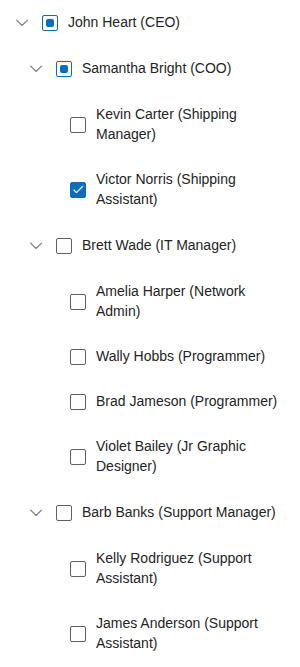 John Heart (CEO)
Samantha Bright (COO)
Kevin Carter (Shipping
Manager)
Victor Norris (Shipping
Assistant)
Brett Wade (IT Manager)
Amelia Harper (Network
Admin)
Wally Hobbs (Programmer)
Brad Jameson (Programmer)
Violet Bailey (Jr Graphic
Designer)
Barb Banks (Support Manager)
Kelly Rodriguez (Support
Assistant)
James Anderson (Support
Assistant)